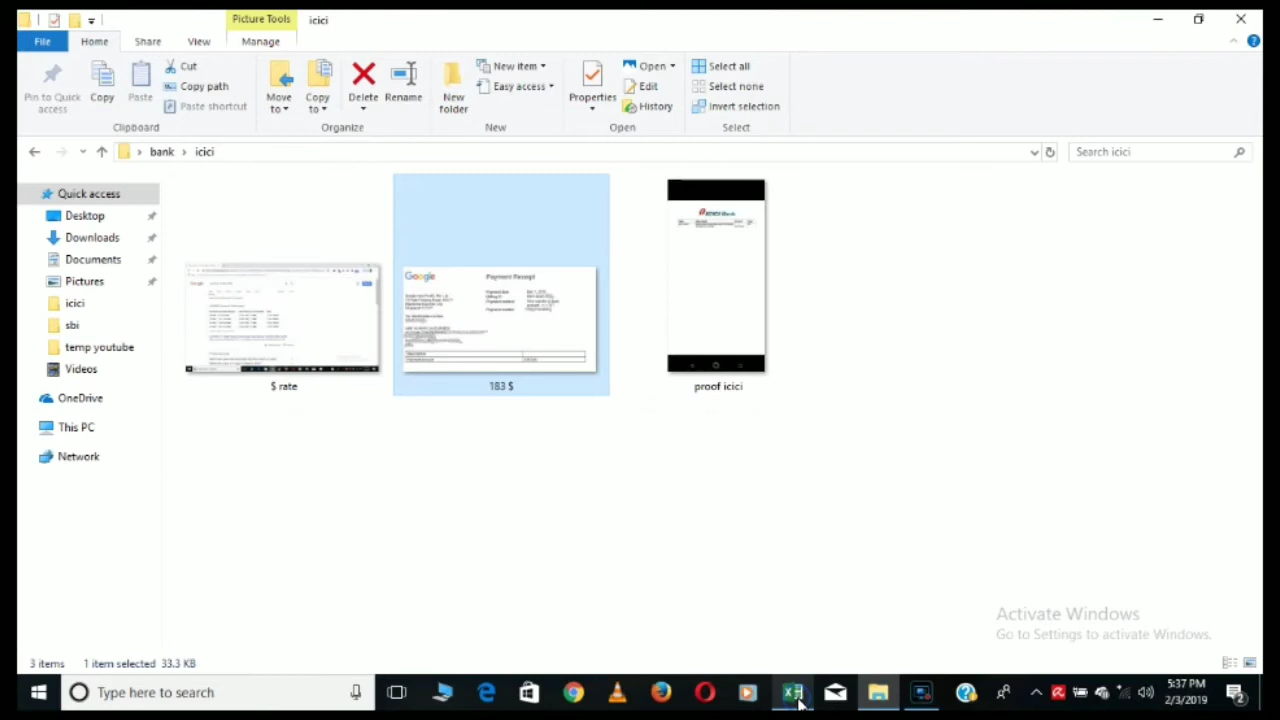 Picture Tools
icici
File
Home
Share
View
Manage
Pin to Quick access
Copy
Paste
Cut
Copy path
Paste shortcut
Clipboard
Move to
Copy to
Delete
Rename
Organize
New folder
New item
Easy access
New
Properties
Open
Edit
History
Open
Select all
Select none
Invert selection
Select
bank
icici
Search icici
Quick access
Desktop
Downloads
Documents
Pictures
icici
sbi
temp youtube
Videos
OneDrive
This PC
Network
Google
Payment Receipt
ICICI Bank
$ rate
183 $
proof icici
Activate Windows
Go to Settings to activate Windows.
3 items
1 item selected 33.3 KB
Type here to search
5:37 PM
2/3/2019
2